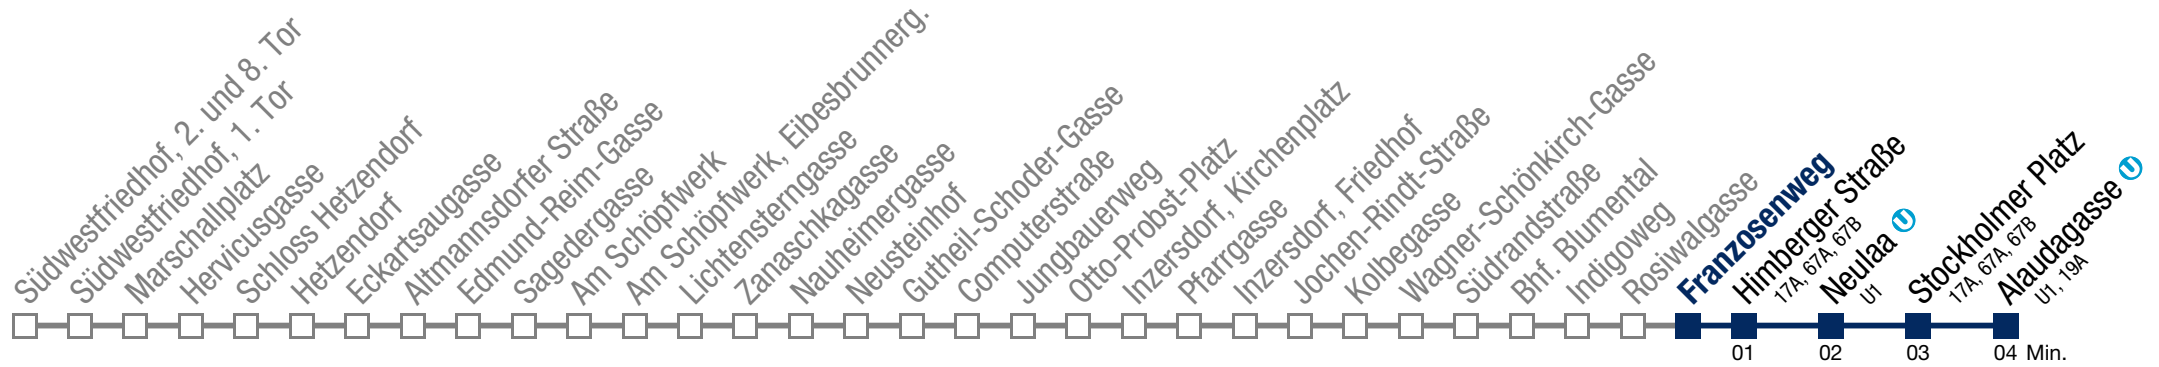 Südwestfriedhof, 2. und 8. Tor
Südwestfriedhof, 1. Tor
Marschallplatz
Hervicusgasse
Schloss Hetzendorf
Hetzendorf
Eckartsaugasse
Altmannsdorfer Straße
Edmund-Reim-Gasse
Sagedergasse
Am Schöpfwerk
Am Schöpfwerk, Eibesbrunnerg.
Lichtensterngasse
Zanaschkagasse
Nauheimergasse
Neusteinhof
Gutheil-Schoder-Gasse
Computerstraße
Jungbauerweg
Otto-Probst-Platz
Inzersdorf, Kirchenplatz
Pfarrgasse
Inzersdorf, Friedhof
Jochen-Rindt-Straße
Kolbegasse
Wagner-Schönkirch-Gasse
Südrandstraße
Bhf. Blumental
Indigoweg
Rosiwalgasse
Franzosenweg
Himberger Straße
17A, 67A, 67B
Neulaa U
U1
Stockholmer Platz
17A, 67A, 67B
Alaudagasse U
U1, 19A
01 02 03 04 Min.